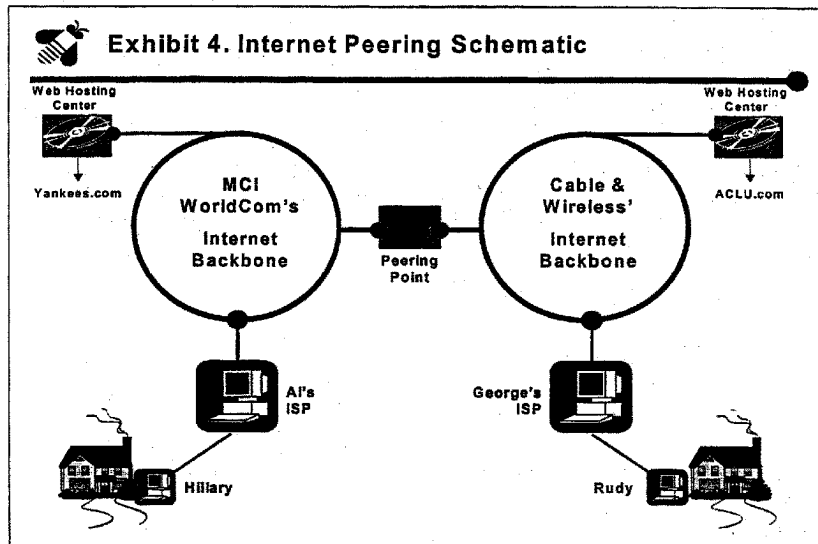 Exhibit 4. Internet Peering Schematic
Web Hosting
Center
Web Hosting
Center
Yankees.com
ACLU.com
MCI
WorldCom's
Internet
Backbone
Cable &
Wireless'
Internet
Backbone
Peering
Point
Al's
ISP
George's
ISP
Hillary
Rudy